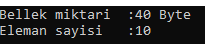 Bellek miktari  :40 Byte
Eleman sayisi   :10